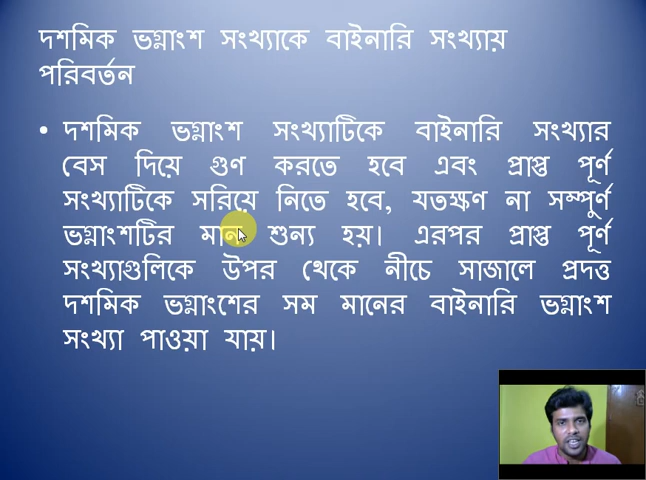 দশমিক ভগ্নাংশ সংখ্যাকে বাইনারি সংখ্যায়
পরিবর্তন
• দশমিক ভগ্নাংশ সংখ্যাটিকে বাইনারি সংখ্যার
বেস দিয়ে গুণ করতে হবে এবং প্রাপ্ত পূর্ণ
সংখ্যাটিকে সরিয়ে নিতে হবে, যতক্ষণ না সম্পুর্ণ
ভগ্নাংশটির মান শুন্য হয়। এরপর প্রাপ্ত পূর্ণ
সংখ্যাগুলিকে উপর থেকে নীচে সাজালে প্রদত্ত
দশমিক ভগ্নাংশের সম মানের বাইনারি ভগ্নাংশ
সংখ্যা পাওয়া যায়।